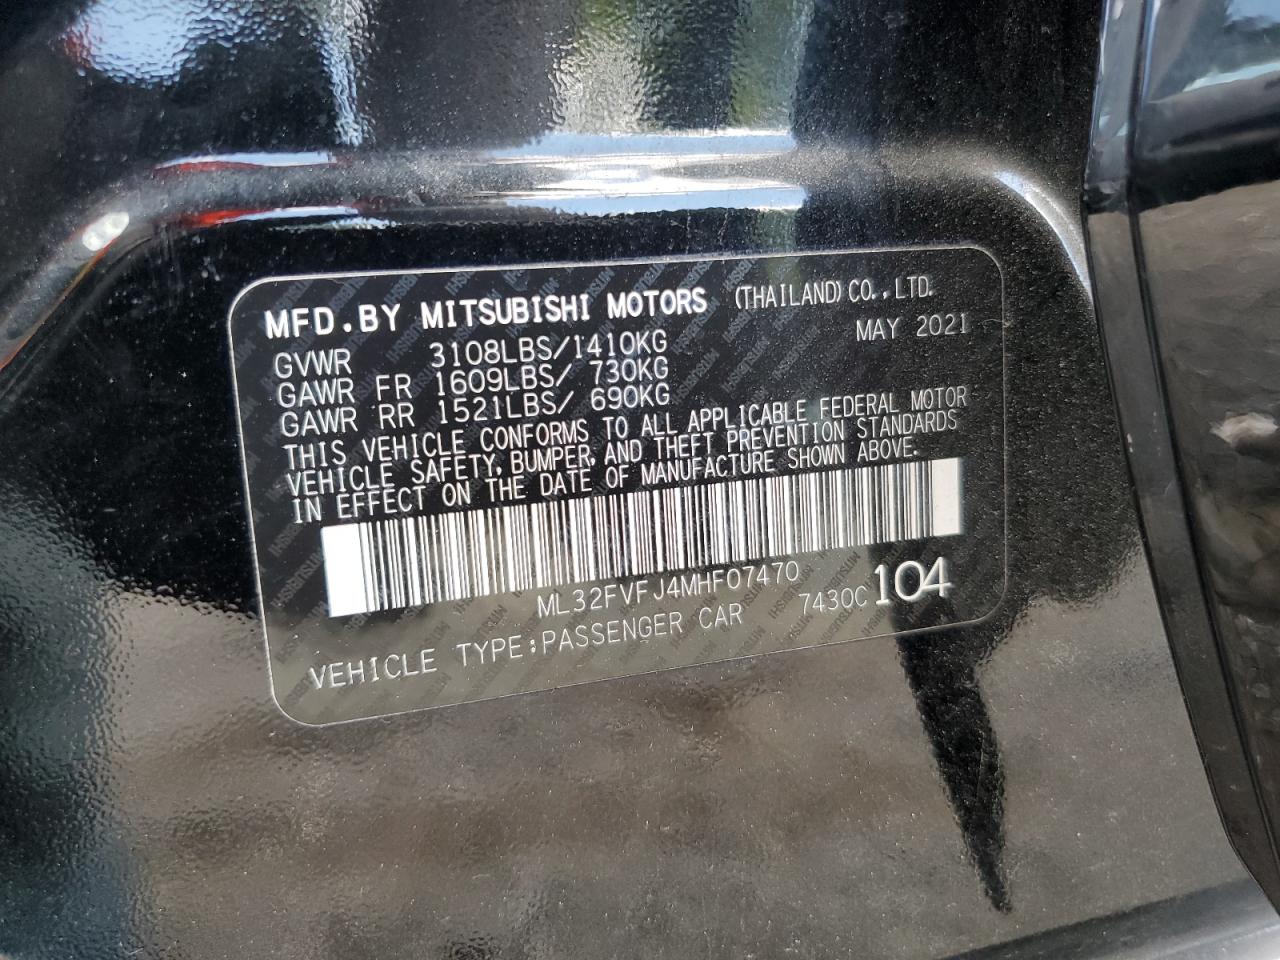 MFD.BY MITSUBISHI MOTORS (THAILAND)CO.,LTD.
MAY 2021
GVWR 3108LBS/1410KG
GAWR FR 1609LBS/ 730KG
GAWR RR 1521LBS/ 690KG
THIS VEHICLE CONFORMS TO ALL APPLICABLE FEDERAL MOTOR
VEHICLE SAFETY, BUMPER, AND THEFT PREVENTION STANDARDS
IN EFFECT ON THE DATE OF MANUFACTURE SHOWN ABOVE.
ML32FVFJ4MHF07470
VEHICLE TYPE:PASSENGER CAR 7430C 104